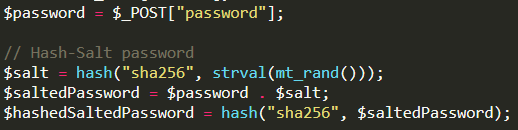 $password = $_POST["password"];
// Hash-Salt password
$salt = hash("sha256", strval(mt_rand()));
$saltedPassword = $password . $salt;
$hashedSaltedPassword = hash("sha256", $saltedPassword);